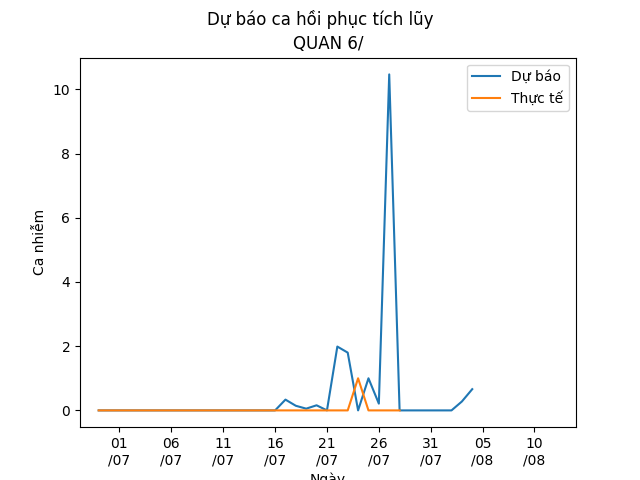 Dự báo ca hồi phục tích lũy
QUAN 6/
Dự báo
Thực tế
Ca nhiễm
10
8
6
4
2
0
01 06 11 16 21 26 31 05 10
/07 /07 /07 /07 /07 /07 /07 /08 /08
Ngày